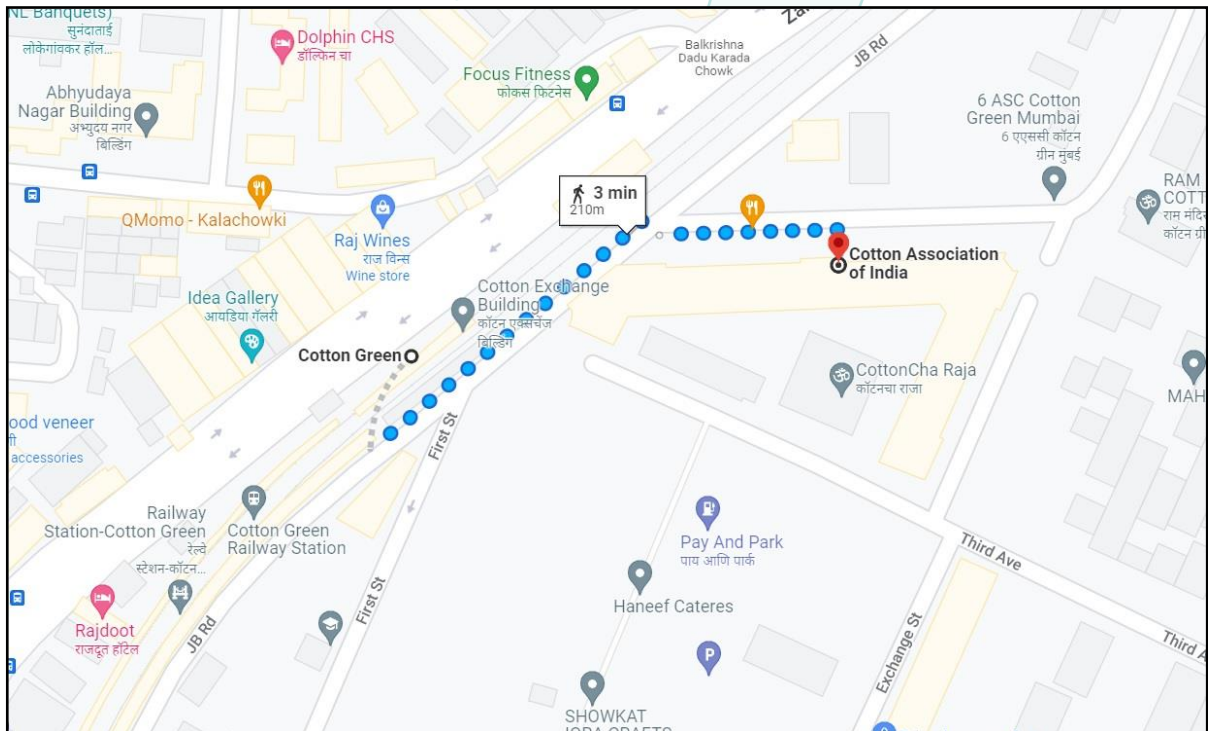 NL Banquets)
सुनंदाताई
लोकेगांवकर हॉल...
Dolphin CHS
डॉल्फिन चा
Balkrishna
Dadu Karada
Chowk
JB Rd
Focus Fitness
फोकस फिटनेस
Abhyudaya
Nagar Building
अभ्युदय नगर
बिल्डिंग
6 ASC Cotton
Green Mumbai
6 एएससी कॉटन
ग्रीन मुंबई
QMomo - Kalachowki
3 min
210m
RAM
COTT
राम मंदि
कॉटन ग्री
Raj Wines
राज विन्स
Wine store
Cotton Association
of India
Cotton Exchange
Building
कॉटन एक्सचेंज
बिल्डिंग
Idea Gallery
आयडिया गॅलरी
Cotton Green
CottonCha Raja
कॉटनचा राजा
MAH
ood veneer
accessories
First St
Railway
Station-Cotton Green
रेल्वे
स्टेशन-कॉटन...
Cotton Green
Railway Station
Pay And Park
पाय आणि पार्क
Third Ave
Haneef Cateres
First St
Rajdoot
राजदूत हॉटेल
JB Rd
P
Exchange St
Third A
SHOWKAT